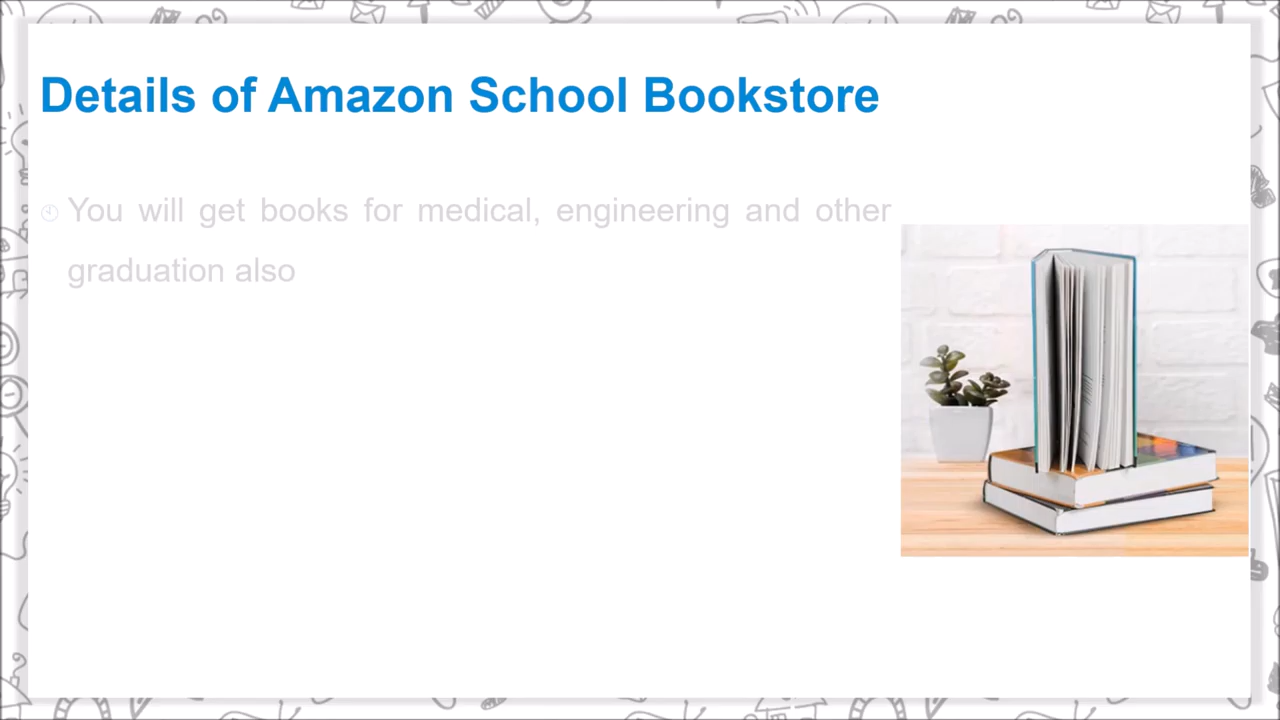 Details of Amazon School Bookstore
You will get books for medical, engineering and other
graduation also